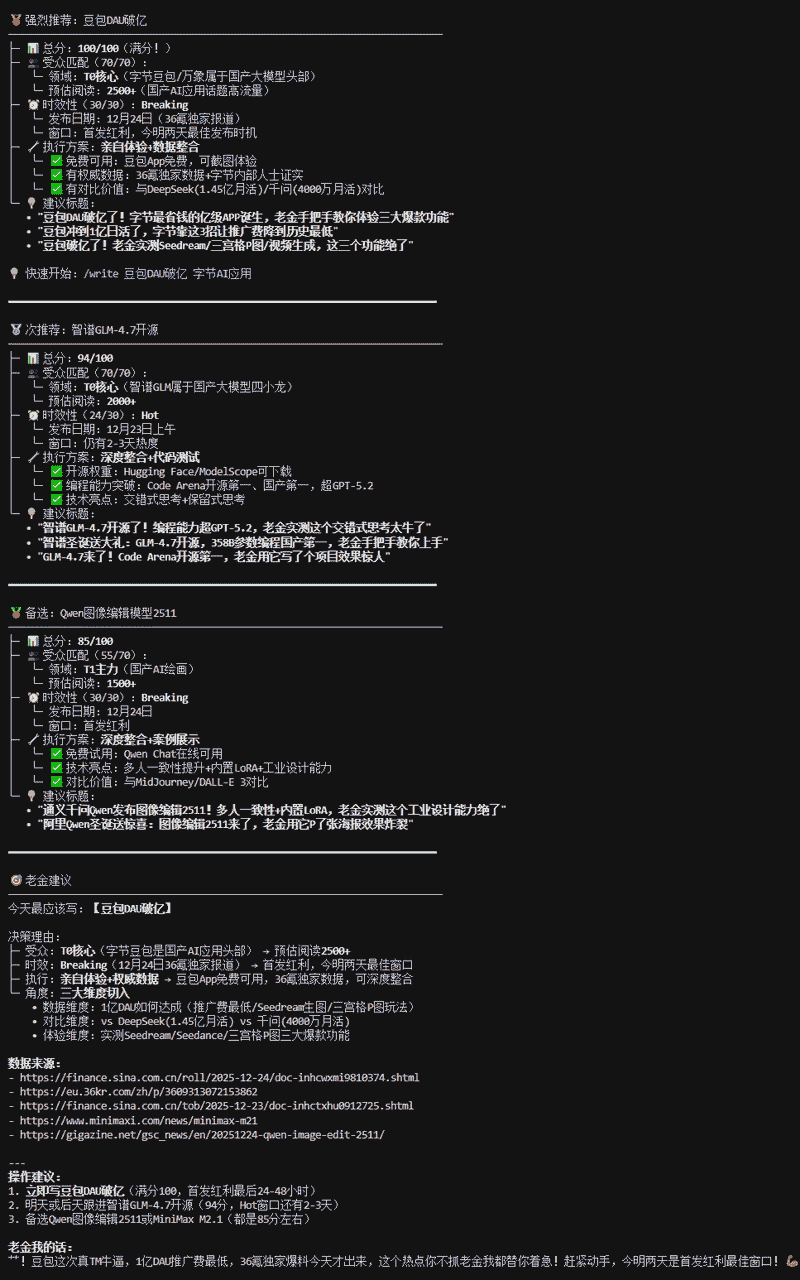 🥇 强烈推荐：豆包DAU破亿
├─ 📊 总分：100/100（满分！）
├─ 👥 受众匹配（70/70）：
│ └─ 领域：T0核心（字节豆包/万象属于国产大模型头部）
│ └─ 预估阅读：2500+（国产AI应用话题高流量）
├─ ⏰ 时效性（30/30）：Breaking
│ └─ 发布日期：12月24日（36氪独家报道）
│ └─ 窗口：首发红利，今明两天最佳发布时机
├─ 🔧 执行方案：亲自体验+数据整合
│ └─ ✅ 免费可用：豆包App免费，可截图体验
│ └─ ✅ 有权威数据：36氪独家数据+字节内部人士证实
│ └─ ✅ 有对比价值：与DeepSeek(1.45亿月活)/千问(4000万月活)对比
└─ 💡 建议标题：
• "豆包DAU破亿了！字节最省钱的亿级APP诞生，老金手把手教你体验三大爆款功能"
• "豆包冲到1亿日活了，字节靠这3招让推广费降到历史最低"
• "豆包破亿了！老金实测Seedream/三宫格P图/视频生成，这三个功能绝了"
💡 快速开始：/write 豆包DAU破亿 字节AI应用
🥈 次推荐：智谱GLM-4.7开源
├─ 📊 总分：94/100
├─ 👥 受众匹配（70/70）：
│ └─ 领域：T0核心（智谱GLM属于国产大模型四小龙）
│ └─ 预估阅读：2000+
├─ ⏰ 时效性（24/30）：Hot
│ └─ 发布日期：12月23日上午
│ └─ 窗口：仍有2-3天热度
├─ 🔧 执行方案：深度整合+代码测试
│ └─ ✅ 开源权重：Hugging Face/ModelScope可下载
│ └─ ✅ 编程能力突破：Code Arena开源第一、国产第一，超GPT-5.2
│ └─ ✅ 技术亮点：交错式思考+保留式思考
└─ 💡 建议标题：
• "智谱GLM-4.7开源了！编程能力超GPT-5.2，老金实测这个交错式思考太牛了"
• "智谱圣诞送大礼：GLM-4.7开源，358B参数编程国产第一，老金手把手教你上手"
• "GLM-4.7来了！Code Arena开源第一，老金用它写了个项目效果惊人"
🥉 备选：Qwen图像编辑模型2511
├─ 📊 总分：85/100
├─ 👥 受众匹配（55/70）：
│ └─ 领域：T1主力（国产AI绘画）
│ └─ 预估阅读：1500+
├─ ⏰ 时效性（30/30）：Breaking
│ └─ 发布日期：12月24日
│ └─ 窗口：首发红利
├─ 🔧 执行方案：深度整合+案例展示
│ └─ ✅ 免费试用：Qwen Chat在线可用
│ └─ ✅ 技术亮点：多人一致性提升+内置LoRA+工业设计能力
│ └─ ✅ 对比价值：与MidJourney/DALL-E 3对比
└─ 💡 建议标题：
• "通义千问Qwen发布图像编辑2511！多人一致性+内置LoRA，老金实测这个工业设计能力绝了"
• "阿里Qwen圣诞送惊喜：图像编辑2511来了，老金用它P了张海报效果炸裂"
🎯 老金建议
今天最应该写：【豆包DAU破亿】
决策理由：
├─ 受众：T0核心（字节豆包是国产AI应用头部） → 预估阅读2500+
├─ 时效：Breaking（12月24日36氪独家报道） → 首发红利，今明两天最佳窗口
├─ 执行：亲自体验+权威数据 → 豆包App免费可用，36氪独家数据，可深度整合
└─ 角度：三大维度切入
• 数据维度：1亿DAU如何达成（推广费最低/Seedream生图/三宫格P图玩法）
• 对比维度：vs DeepSeek(1.45亿月活) vs 千问(4000万月活)
• 体验维度：实测Seedream/Seedance/三宫格P图三大爆款功能
数据来源：
- https://finance.sina.com.cn/roll/2025-12-24/doc-inhcwxmi9810374.shtml
- https://eu.36kr.com/zh/p/3609313072153862
- https://finance.sina.com.cn/tob/2025-12-23/doc-inhctxhu0912725.shtml
- https://www.minimaxi.com/news/minimax-m21
- https://gigazine.net/gsc_news/en/20251224-qwen-image-edit-2511/
---
操作建议：
1. 立即写豆包DAU破亿（满分100，首发红利最后24-48小时）
2. 明天或后天跟进智谱GLM-4.7开源（94分，Hot窗口还有2-3天）
3. 备选Qwen图像编辑2511或MiniMax M2.1（都是85分左右）
老金我的话：
艹！豆包这次真TM牛逼，1亿DAU推广费最低，36氪独家爆料今天才出来，这个热点你不抓老金我都替你着急！赶紧动手，今明两天是首发红利最佳窗口！💪